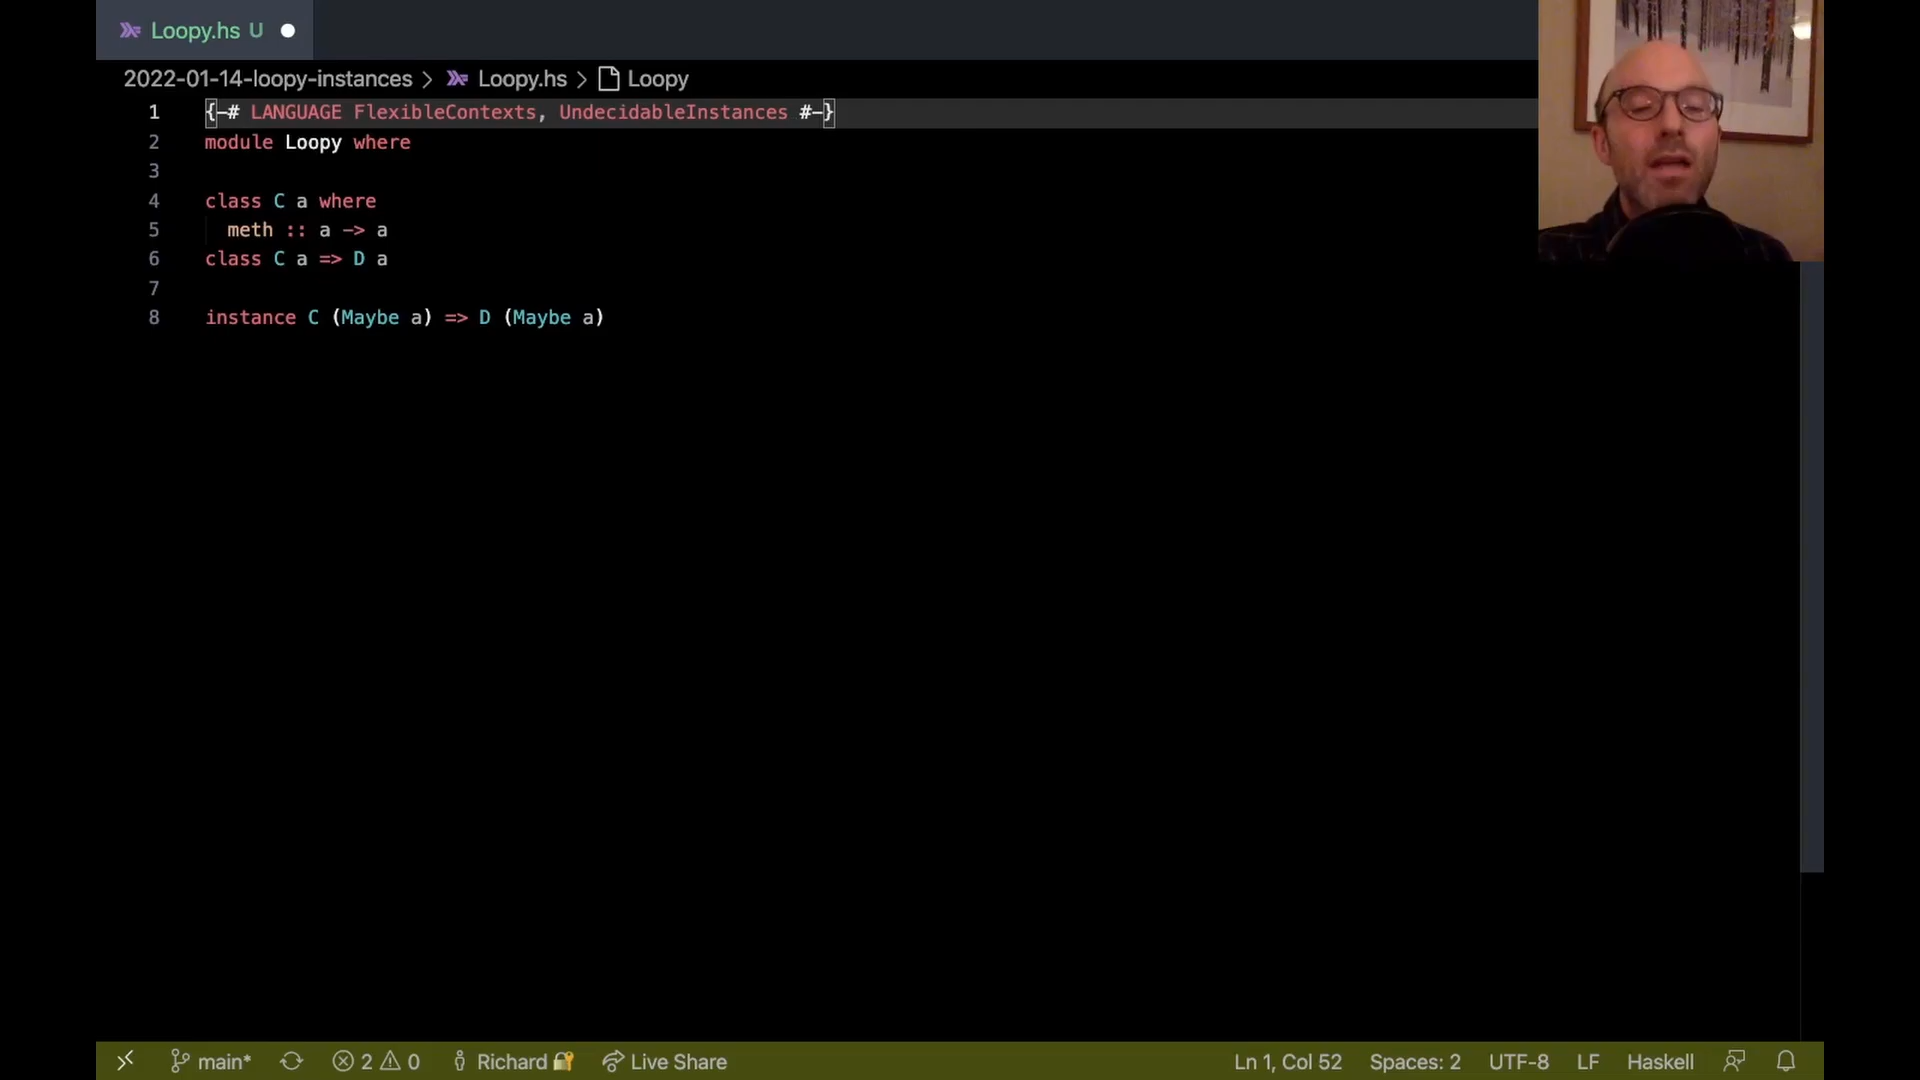 Loopy.hs U
2022-01-14-loopy-instances > Loopy.hs > Loopy
1 {-# LANGUAGE FlexibleContexts, UndecidableInstances #-}
2 module Loopy where
3
4 class C a where
5 meth :: a -> a
6 class C a => D a
7
8 instance C (Maybe a) => D (Maybe a)
main* 2 0 Richard Live Share Ln 1, Col 52 Spaces: 2 UTF-8 LF Haskell